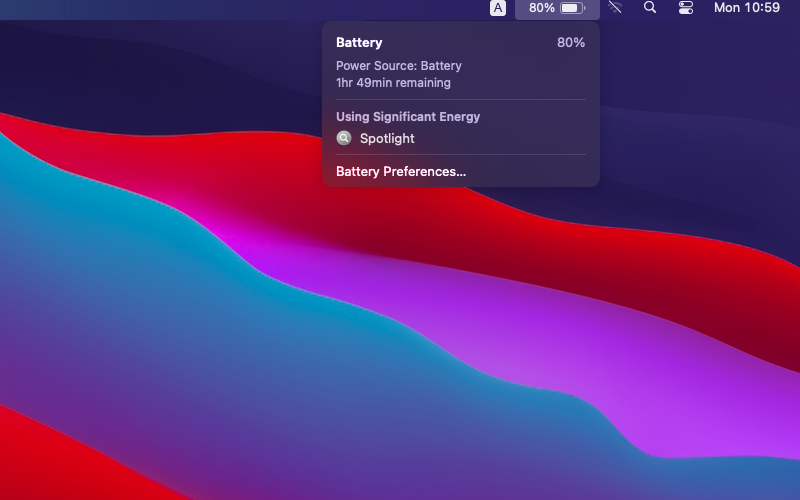 A 80% Mon 10:59
Battery 80%
Power Source: Battery
1hr 49min remaining
Using Significant Energy
Spotlight
Battery Preferences...